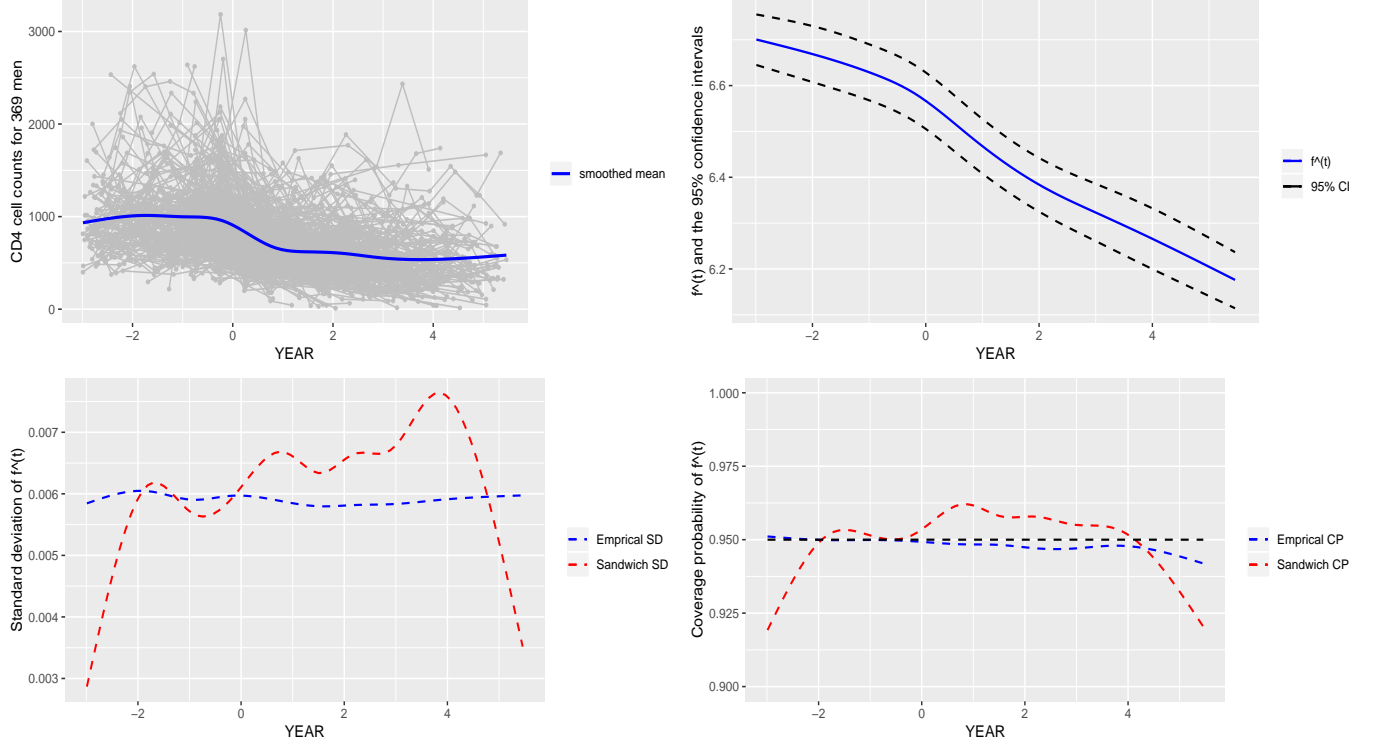 CD4 cell counts for 369 men
3000
2000
1000
0
−2
0
2
4
YEAR
smoothed mean
f^(t) and the 95% confidence intervals
6.6
6.4
6.2
−2
0
2
4
YEAR
f^(t)
95% CI
Standard deviation of f^(t)
0.007
0.006
0.005
0.004
0.003
−2
0
2
4
YEAR
Emprical SD
Sandwich SD
Coverage probability of f^(t)
1.000
0.975
0.950
0.925
0.900
−2
0
2
4
YEAR
Emprical CP
Sandwich CP